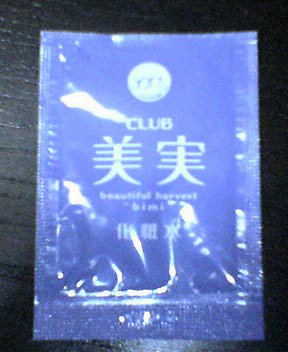 CLUB
美実
beautiful harvest
bimi
化粧水